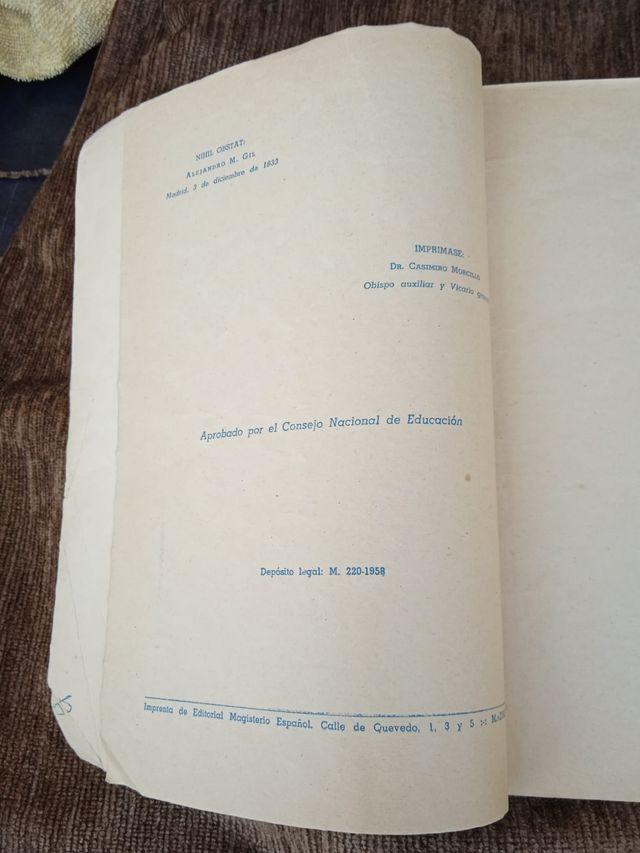 NIHIL OBSTAT:
ALEJANDRO M. GIL
Madrid, 3 de diciembre de 1933
IMPRIMASE:
DR. CASIMIRO MORCILLO
Obispo auxiliar y Vicario
Aprobado por el Consejo Nacional de Educación
Depósito legal: M. 220-1958
Imprenta de Editorial Magisterio Español. Calle de Quevedo, 1, 3 y 5 :-: